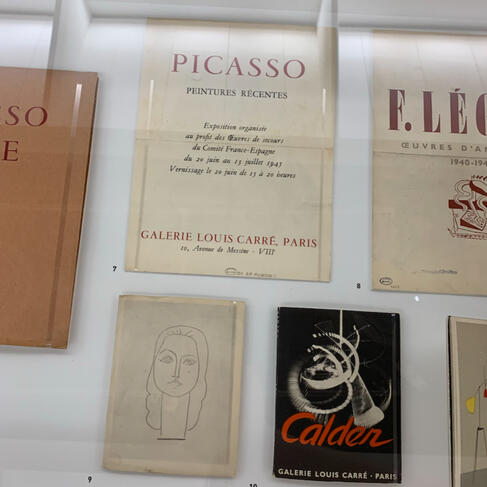 SSO
E
PICASSO
PEINTURES RÉCENTES
Exposition organisée
au profit des Œuvres de secours
du Comité France-Espagne
du 20 juin au 13 juillet 1945
Vernissage le 20 juin de 15 à 20 heures
GALERIE LOUIS CARRÉ, PARIS
10, Avenue de Messine - VIIIᵉ
7
F. LÉG
ŒUVRES D'A
1940-194
8
9
Calder
GALERIE LOUIS CARRÉ · PARIS
10